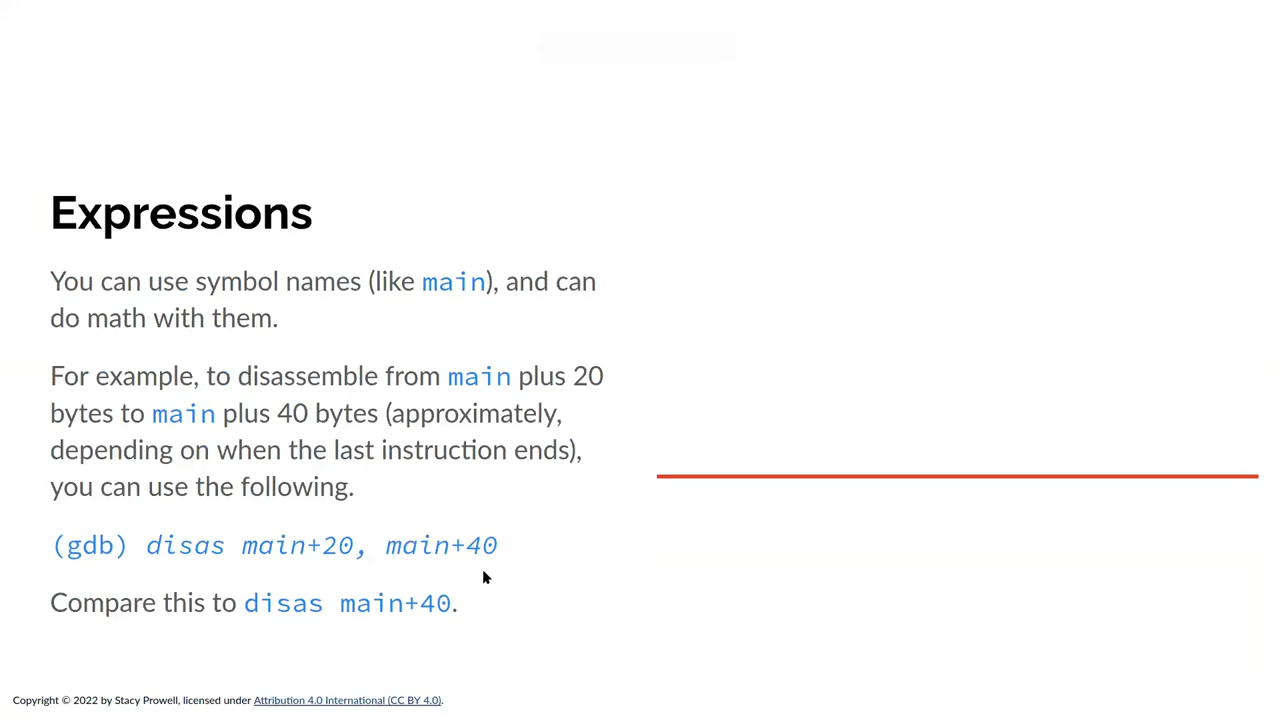 Expressions
You can use symbol names (like main), and can
do math with them.
For example, to disassemble from main plus 20
bytes to main plus 40 bytes (approximately,
depending on when the last instruction ends),
you can use the following.
(gdb) disas main+20, main+40
Compare this to disas main+40.
Copyright © 2022 by Stacy Prowell, licensed under Attribution 4.0 International (CC BY 4.0).